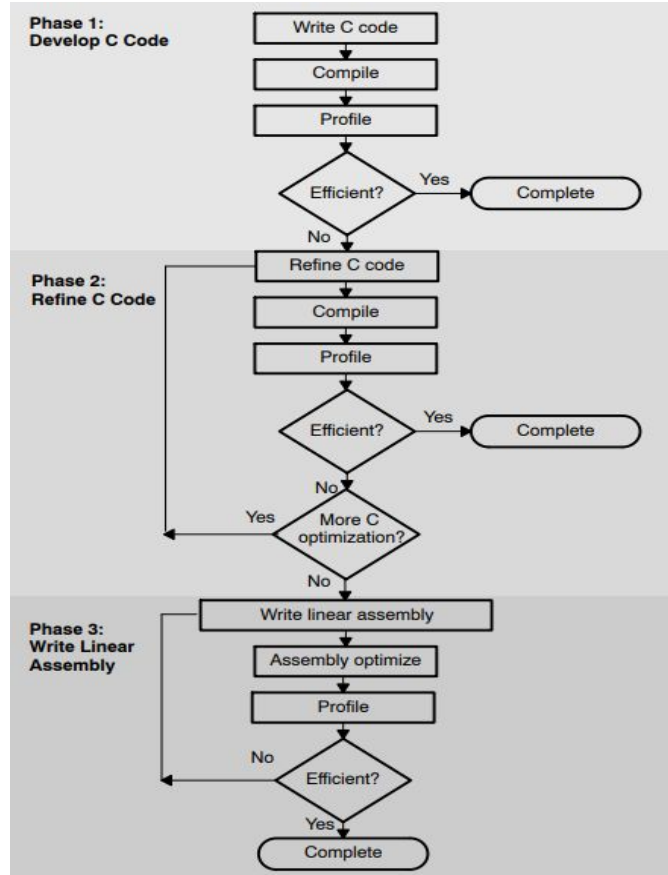 Phase 1:
Develop C Code
Write C code
Compile
Profile
Efficient?
Yes
Complete
No
Phase 2:
Refine C Code
Refine C code
Compile
Profile
Efficient?
Yes
Complete
No
Yes
More C
optimization?
No
Phase 3:
Write Linear
Assembly
Write linear assembly
Assembly optimize
Profile
No
Efficient?
Yes
Complete